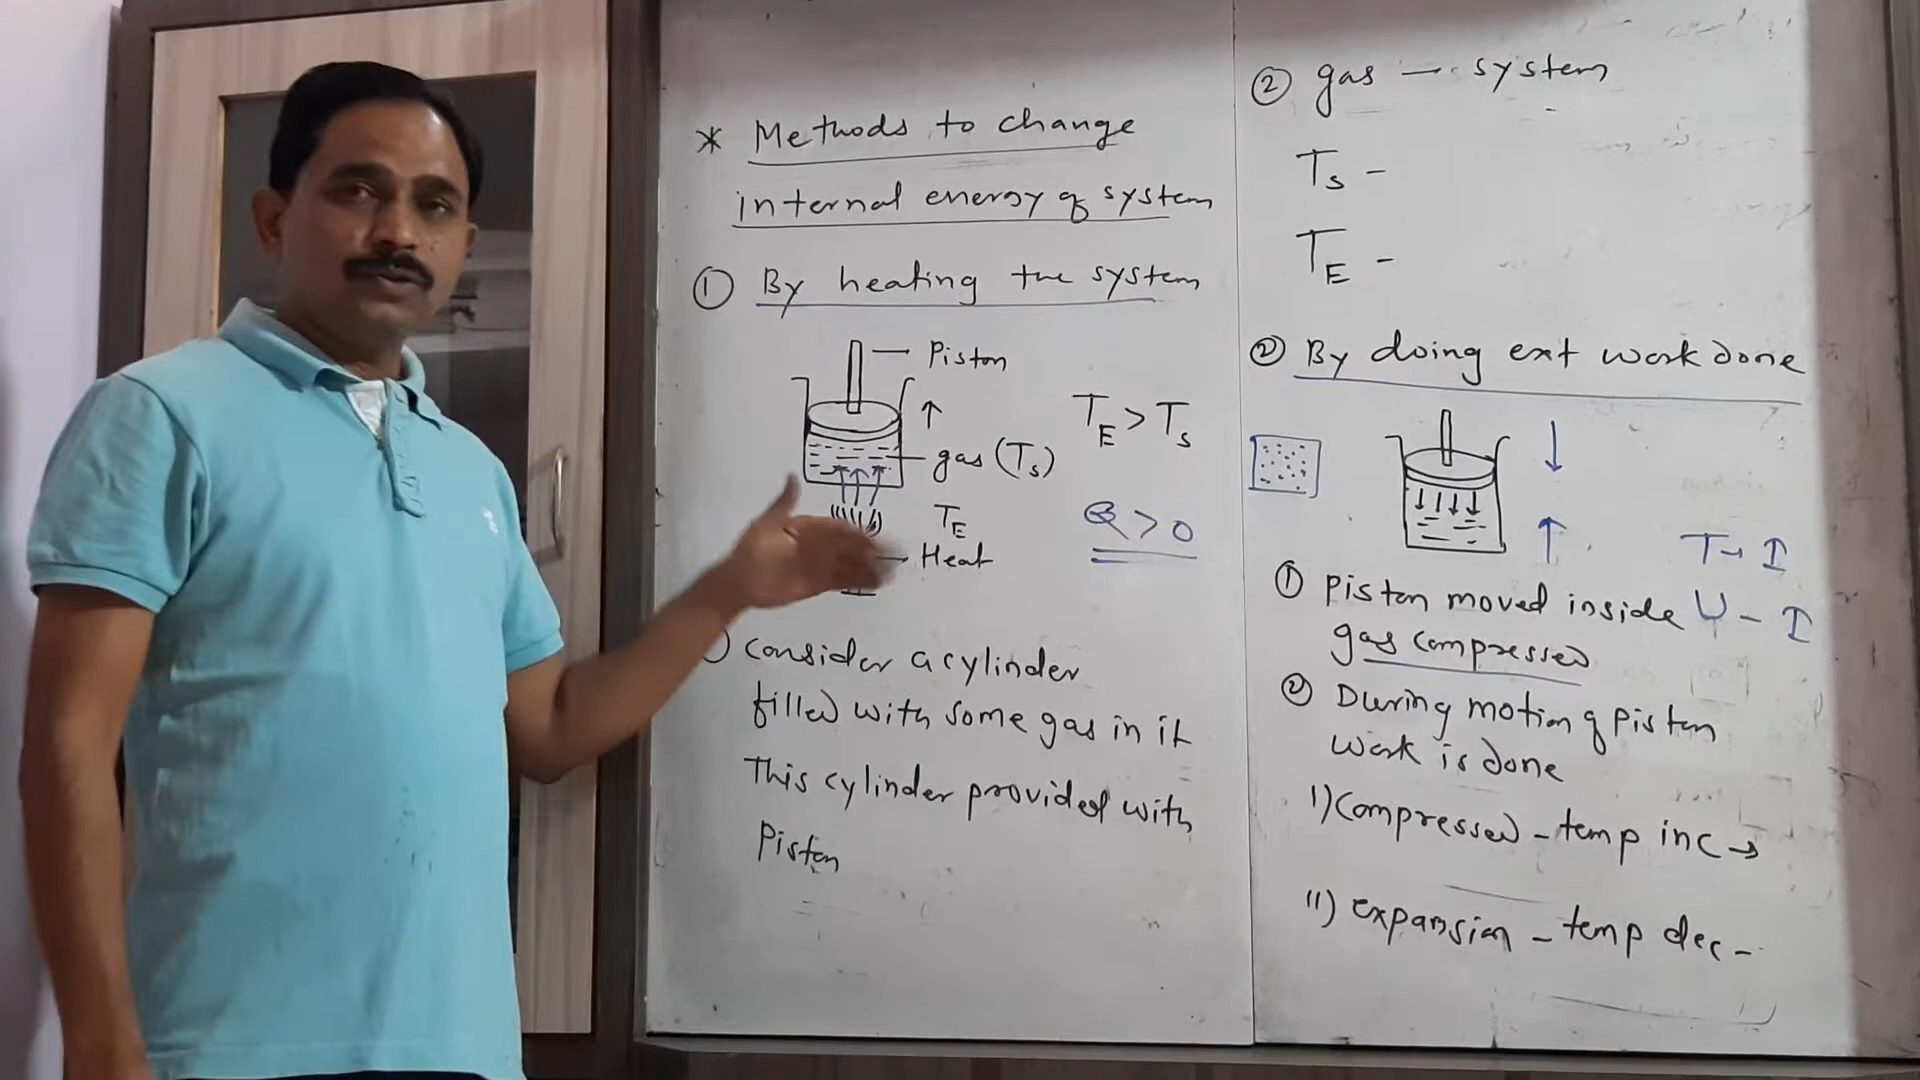 * Methods to change
internal energy of system
① By heating the system
Piston
↑
gas (Ts)
TE > Ts
TE
Heat
Q > 0
) consider a cylinder
filled with some gas in it
This cylinder provided with
Piston
② gas → system
Ts -
TE -
② By doing ext work done
↓
↑
T → I
U - I
① piston moved inside
gas compressed
② During motion of piston
work is done
i) compressed - temp inc →
ii) expansion - temp dec -